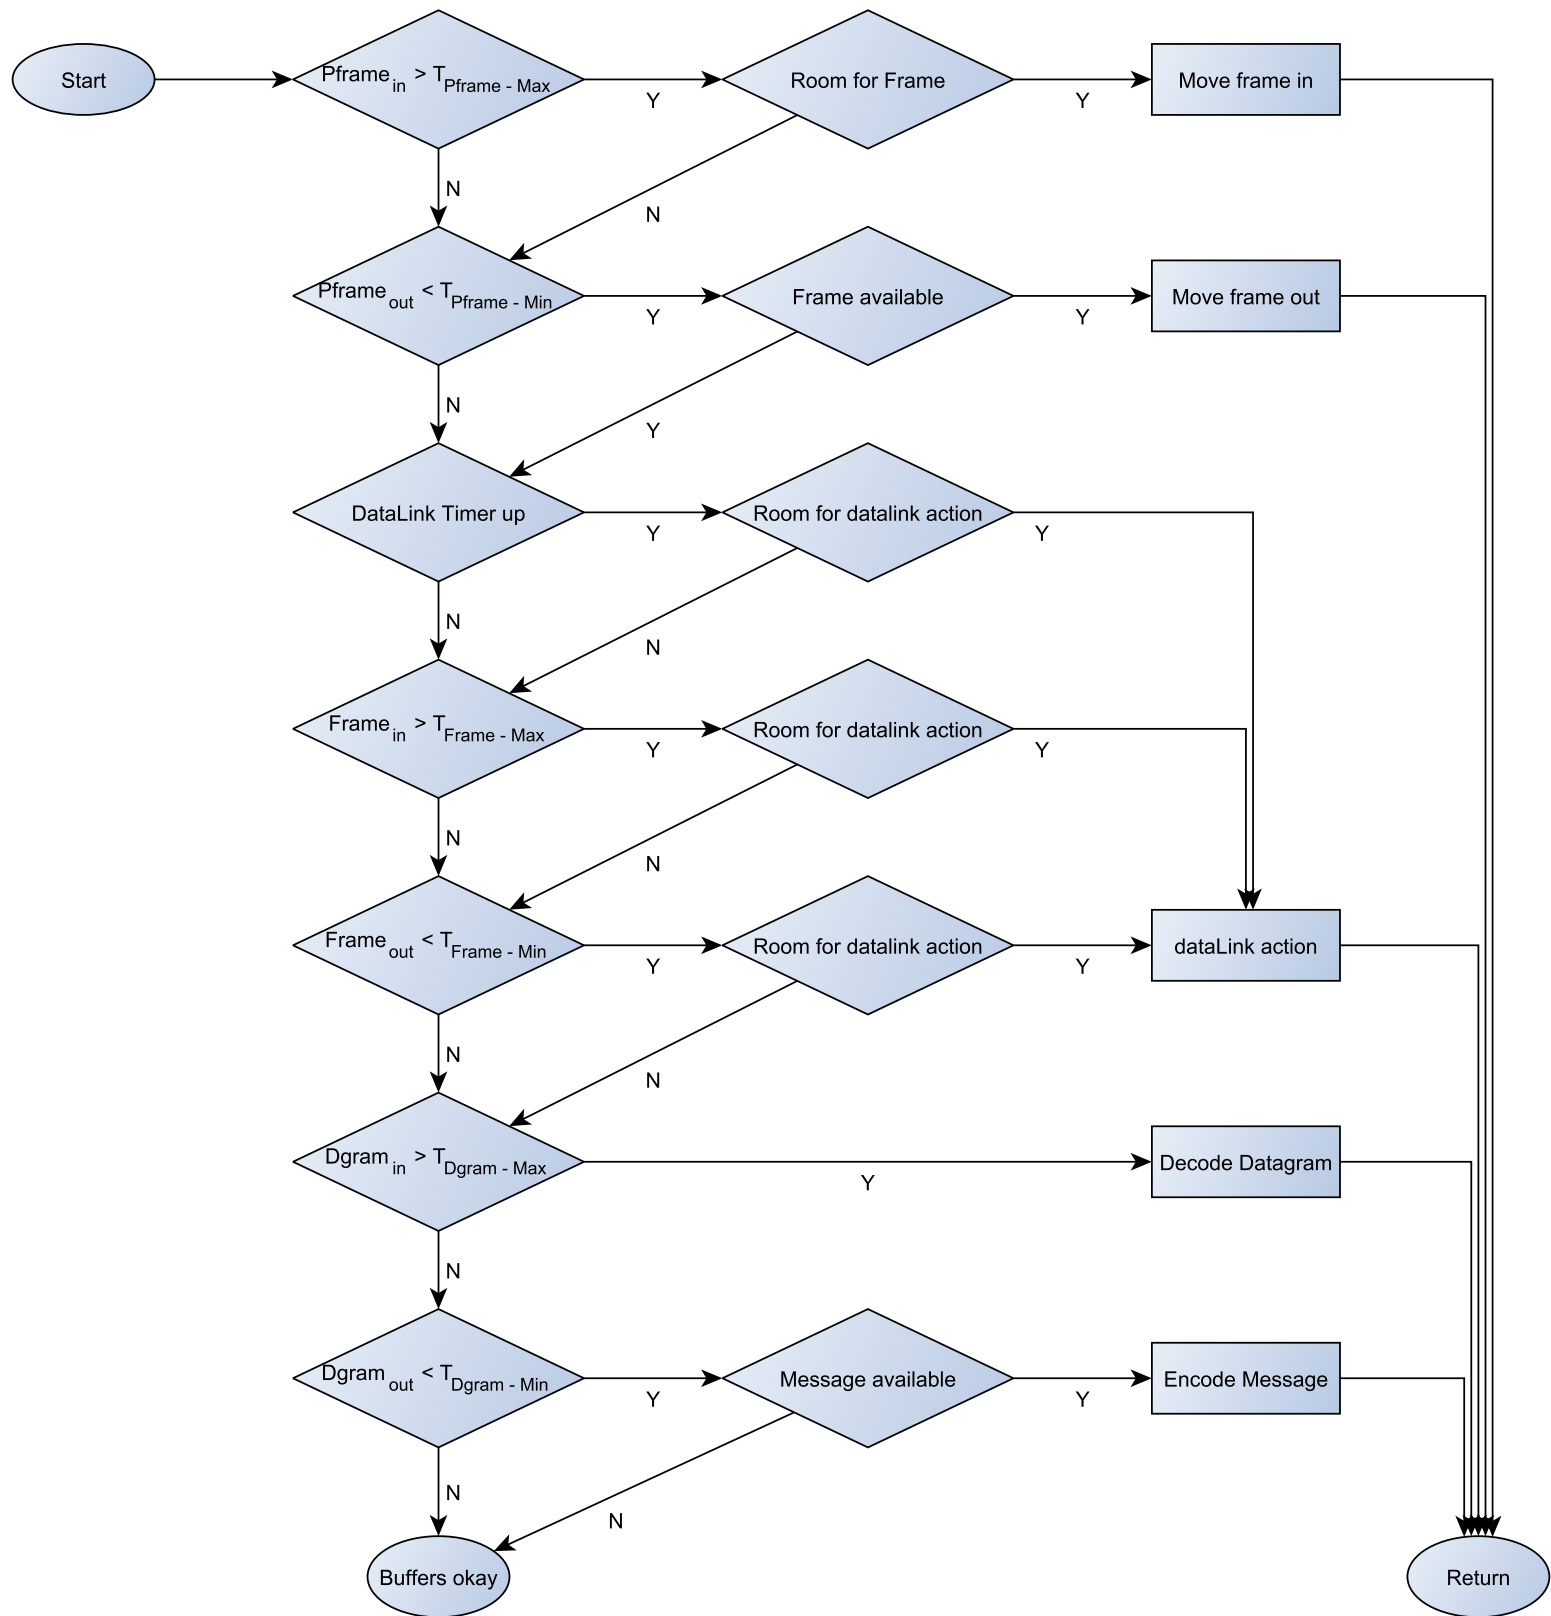 Start
Pframe in > T Pframe - Max
Y
Room for Frame
Y
Move frame in
N
N
Pframe out < T Pframe - Min
Y
Frame available
Y
Move frame out
N
Y
DataLink Timer up
Y
Room for datalink action
Y
N
N
Frame in > T Frame - Max
Y
Room for datalink action
Y
N
N
Frame out < T Frame - Min
Y
Room for datalink action
Y
dataLink action
N
N
Dgram in > T Dgram - Max
Y
Decode Datagram
N
Dgram out < T Dgram - Min
Y
Message available
Y
Encode Message
N
N
Buffers okay
Return